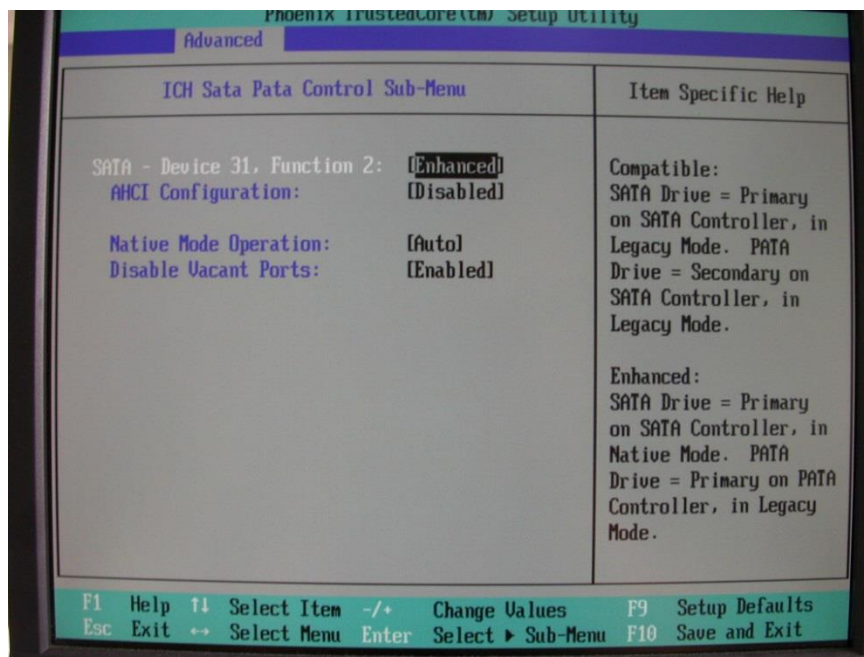 Phoenix TrustedCore(tm) Setup Utility
Advanced
ICH Sata Pata Control Sub-Menu
Item Specific Help
SATA - Device 31, Function 2: [Enhanced]
AHCI Configuration: [Disabled]
Native Mode Operation: [Auto]
Disable Vacant Ports: [Enabled]
Compatible:
SATA Drive = Primary
on SATA Controller, in
Legacy Mode. PATA
Drive = Secondary on
SATA Controller, in
Legacy Mode.
Enhanced:
SATA Drive = Primary
on SATA Controller, in
Native Mode. PATA
Drive = Primary on PATA
Controller, in Legacy
Mode.
F1 Help ↑↓ Select Item -/+ Change Values F9 Setup Defaults
Esc Exit ↔ Select Menu Enter Select ▶ Sub-Menu F10 Save and Exit